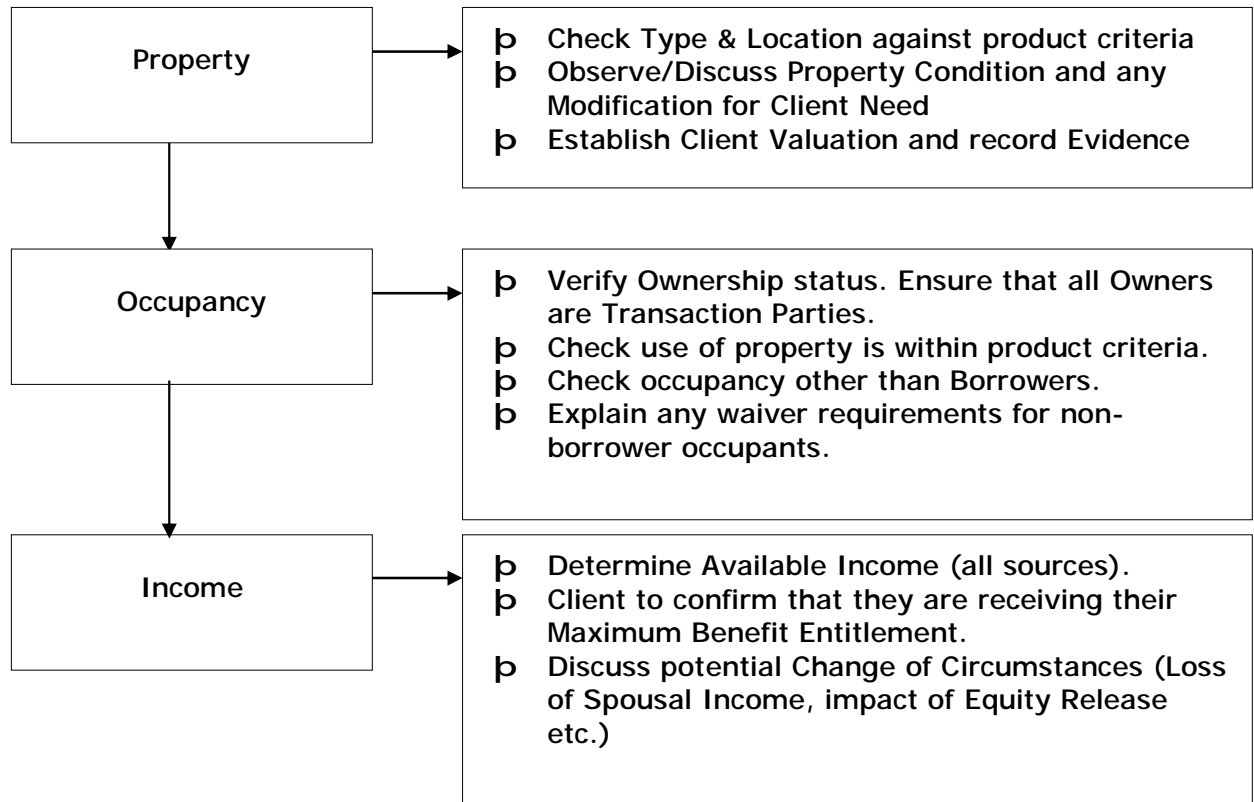 Property
þ Check Type & Location against product criteria
þ Observe/Discuss Property Condition and any
Modification for Client Need
þ Establish Client Valuation and record Evidence
Occupancy
þ Verify Ownership status. Ensure that all Owners
are Transaction Parties.
þ Check use of property is within product criteria.
þ Check occupancy other than Borrowers.
þ Explain any waiver requirements for non-
borrower occupants.
Income
þ Determine Available Income (all sources).
þ Client to confirm that they are receiving their
Maximum Benefit Entitlement.
þ Discuss potential Change of Circumstances (Loss
of Spousal Income, impact of Equity Release
etc.)